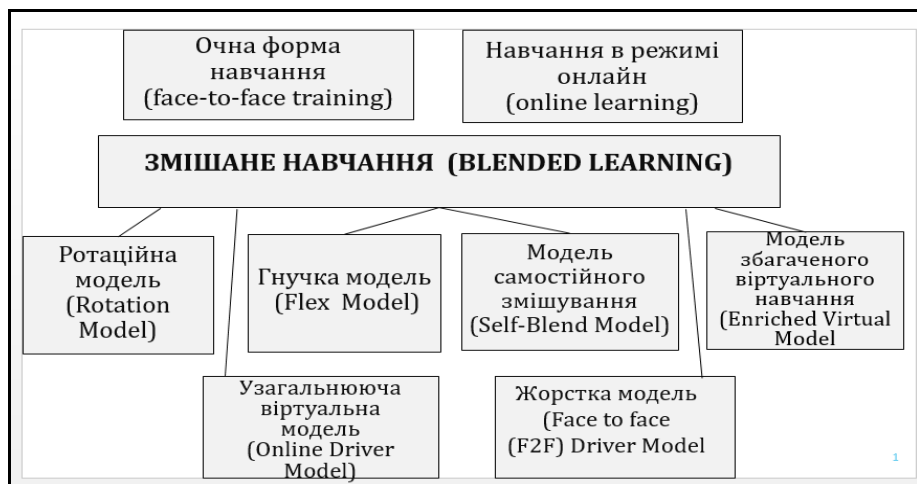 Очна форма
навчання
(face-to-face training)
Навчання в режимі
онлайн
(online learning)
ЗМІШАНЕ НАВЧАННЯ (BLENDED LEARNING)
Ротаційна
модель
(Rotation
Model)
Гнучка модель
(Flex Model)
Модель
самостійного
змішування
(Self-Blend Model)
Модель
збагаченого
віртуального
навчання
(Enriched Virtual
Model
Узагальнююча
віртуальна
модель
(Online Driver
Model)
Жорстка модель
(Face to face
(F2F) Driver Model
1